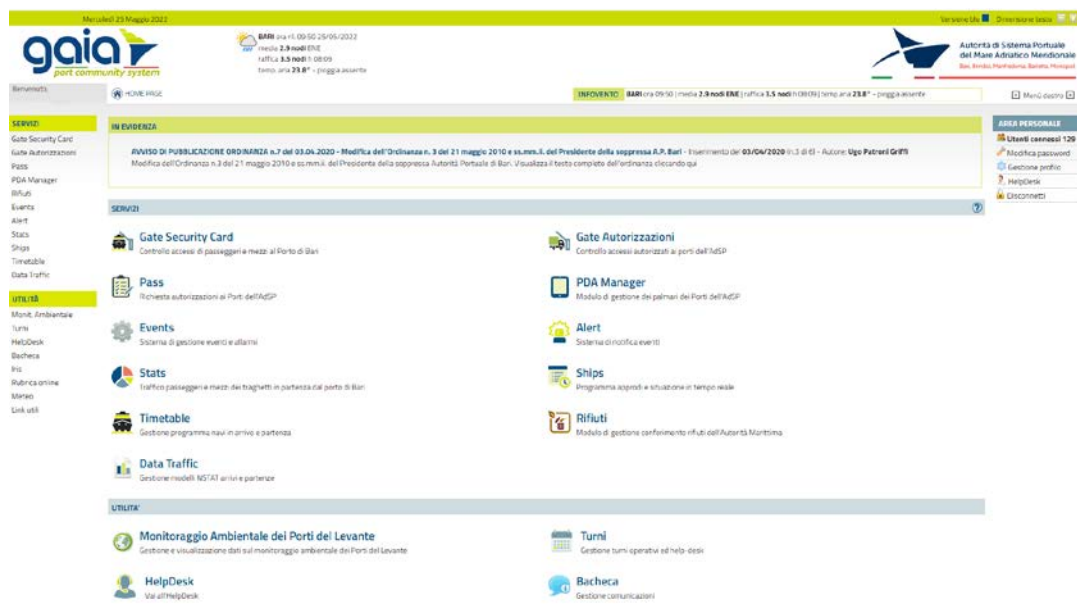 Mercoledì 25 Maggio 2022
Versione blu Dimensione testo
gaia
port community system
BARI ora ril. 09:50 25/05/2022
media 2.9 nodi ENE
raffica 3.5 nodi h 08:09
temp. aria 23.8° - pioggia assente
Autorità di Sistema Portuale
del Mare Adriatico Meridionale
Bari, Brindisi, Manfredonia, Barletta, Monopoli
Benvenuto,
HOME PAGE
INFOVENTO BARI ora 09:50 | media 2.9 nodi ENE | raffica 3.5 nodi h 08:09 | temp. aria 23.8° - pioggia assente
Menù destro
SERVIZI
Gate Security Card
Gate Autorizzazioni
Pass
PDA Manager
Rifiuti
Events
Alert
Stats
Ships
Timetable
Data Traffic
UTILITÀ
Monit. Ambientale
Turni
HelpDesk
Bacheca
Rubrica online
Meteo
Link utili
IN EVIDENZA
AVVISO DI PUBBLICAZIONE ORDINANZA n.7 del 03.04.2020 - Modifica dell'Ordinanza n. 3 del 21 maggio 2010 e ss.mm.ii. del Presidente della soppressa A.P. Bari - Inserimento del 03/04/2020 (n.3 di 6) - Autore: Ugo Patroni Griffi
Modifica dell'Ordinanza n.3 del 21 maggio 2010 e ss.mm.ii. del Presidente della soppressa Autorità Portuale di Bari. Visualizza il testo completo dell'ordinanza cliccando qui
AREA PERSONALE
Utenti connessi 129
Modifica password
Gestione profilo
HelpDesk
Disconnetti
SERVIZI
Gate Security Card
Controllo accessi di passeggeri e mezzi al Porto di Bari
Gate Autorizzazioni
Controllo accessi autorizzati ai porti dell'AdSP
Pass
Richiesta autorizzazioni ai Porti dell'AdSP
PDA Manager
Modulo di gestione dei palmari dei Porti dell'AdSP
Events
Sistema di gestione eventi e allarmi
Alert
Sistema di notifica eventi
Stats
Traffico passeggeri e mezzi dei traghetti in partenza dal porto di Bari
Ships
Programma approdi e situazione in tempo reale
Timetable
Gestione programma navi in arrivo e partenza
Rifiuti
Modulo di gestione conferimento rifiuti dell'Autorità Marittima
Data Traffic
Gestione modelli ISTAT arrivi e partenze
UTILITA'
Monitoraggio Ambientale dei Porti del Levante
Gestione e visualizzazione dati sul monitoraggio ambientale dei Porti del Levante
Turni
Gestione turni operativi ed help-desk
HelpDesk
Vai all'HelpDesk
Bacheca
Gestione comunicazioni